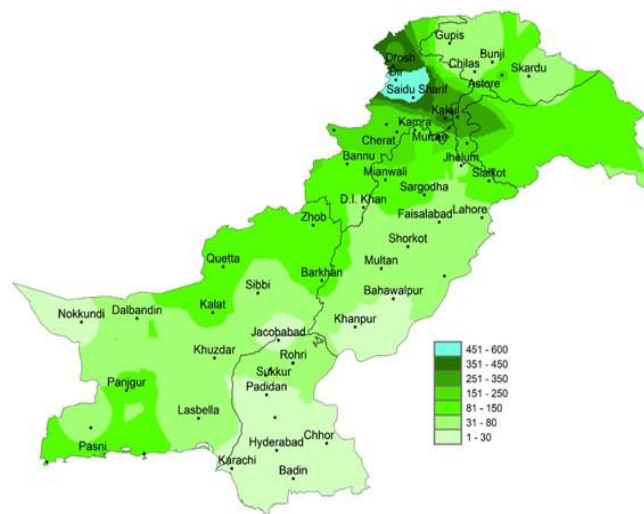 Gupis
Drosh
Bunji
Chilas
Dir
Skardu
Astore
Saidu Sharif
Kakul
Kamra
Cherat
Murree
Bannu
Jhelum
Mianwali
Sialkot
Sargodha
D.I. Khan
Lahore
Faisalabad
Zhob
Shorkot
Quetta
Multan
Barkhan
Sibbi
Bahawalpur
Kalat
Nokkundi
Dalbandin
Khanpur
Jacobabad
Khuzdar
Rohri
Sukkur
Panjgur
Padidan
Lasbella
Pasni
Hyderabad
Chhor
Karachi
Badin
451 - 600
351 - 450
251 - 350
151 - 250
81 - 150
31 - 80
1 - 30